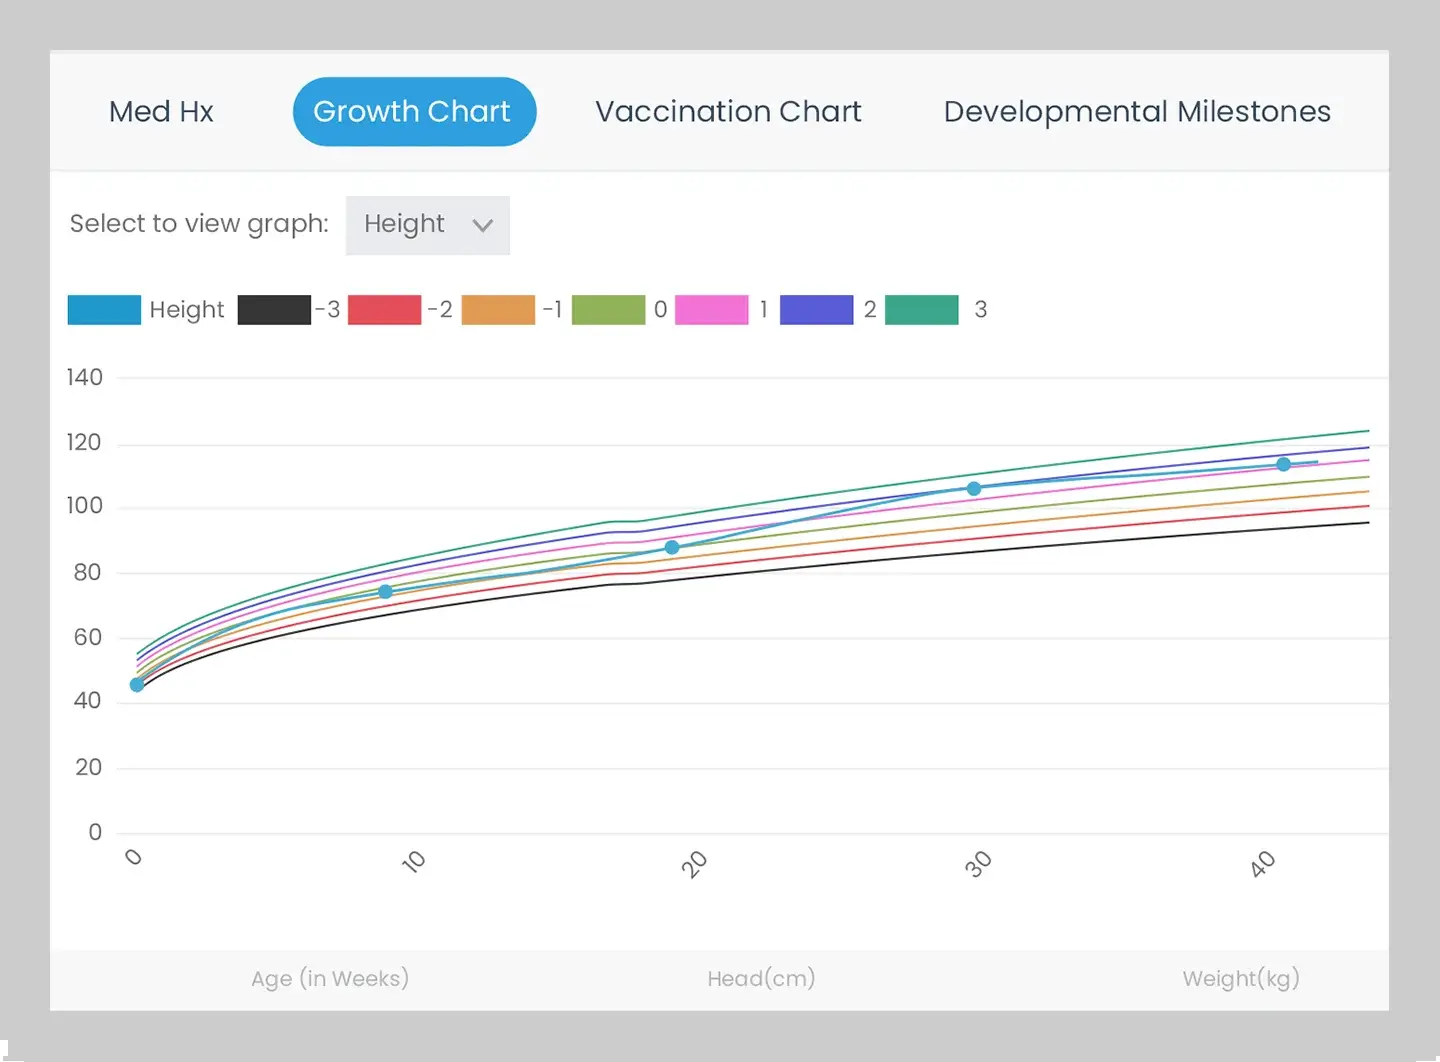 Med Hx Growth Chart Vaccination Chart Developmental Milestones
Select to view graph: Height
Height -3 -2 -1 0 1 2 3
140
120
100
80
60
40
20
0
0 10 20 30 40
Age (in Weeks) Head(cm) Weight(kg)